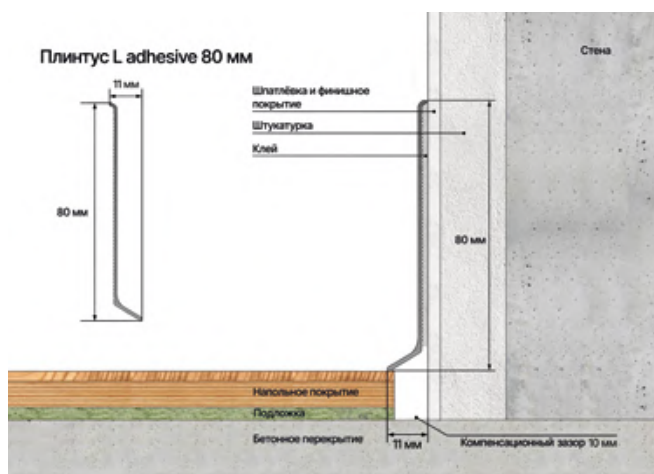 Плинтус L adhesive 80 мм
11 мм
Стена
Шпатлёвка и финишное
покрытие
Штукатурка
Клей
80 мм
80 мм
Напольное покрытие
Подложка
Бетонное перекрытие
11 мм
Компенсационный зазор 10 мм